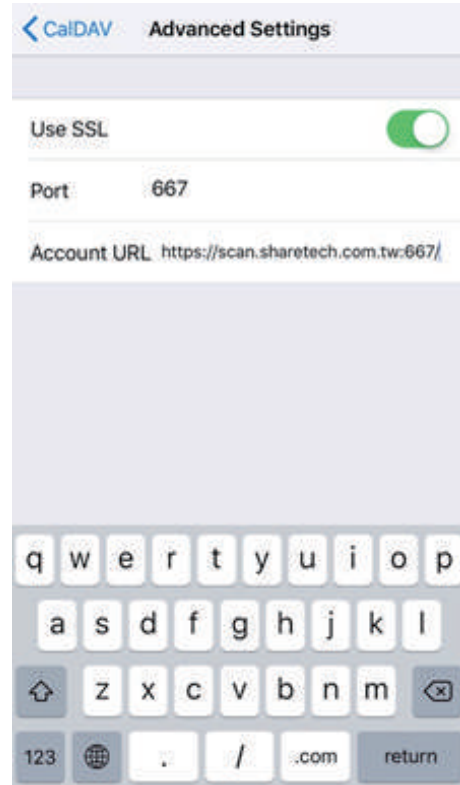 CalDAV Advanced Settings
Use SSL
Port 667
Account URL https://scan.sharetech.com.tw:667/
q w e r t y u i o p
a s d f g h j k l
z x c v b n m
123 . / .com return